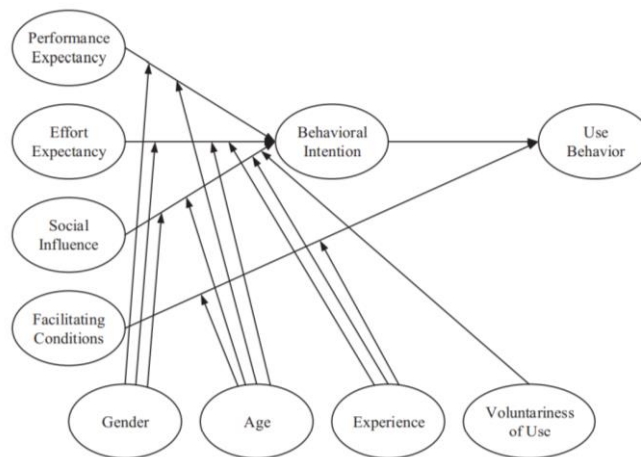 Performance
Expectancy
Effort
Expectancy
Behavioral
Intention
Use
Behavior
Social
Influence
Facilitating
Conditions
Gender
Age
Experience
Voluntariness
of Use